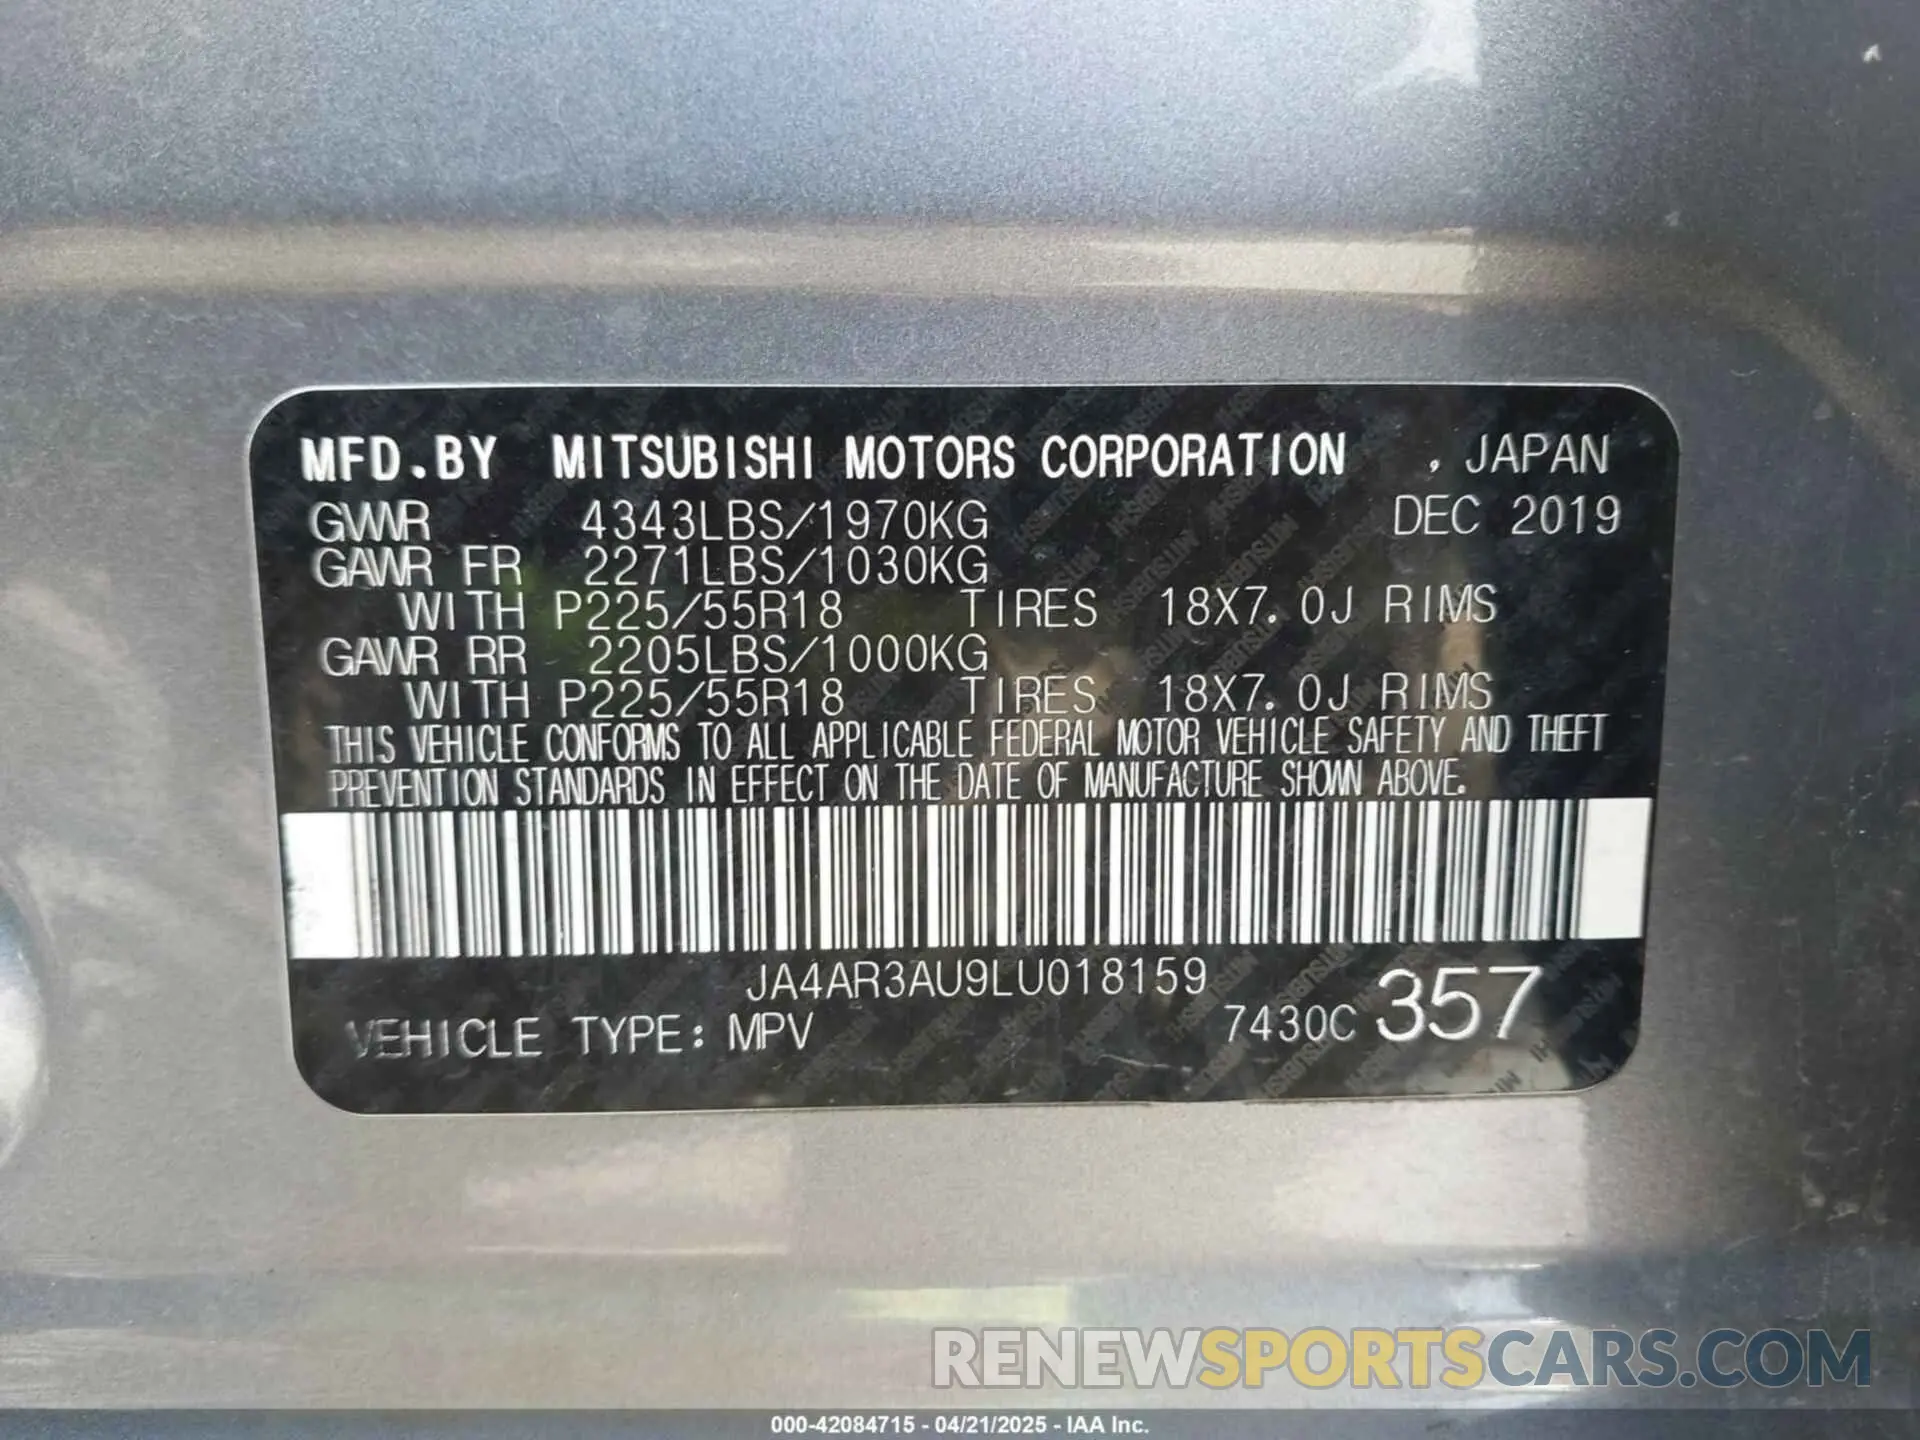 MFD.BY MITSUBISHI MOTORS CORPORATION , JAPAN
GVWR 4343LBS/1970KG DEC 2019
GAWR FR 2271LBS/1030KG
WITH P225/55R18 TIRES 18X7.0J RIMS
GAWR RR 2205LBS/1000KG
WITH P225/55R18 TIRES 18X7.0J RIMS
THIS VEHICLE CONFORMS TO ALL APPLICABLE FEDERAL MOTOR VEHICLE SAFETY AND THEFT
PREVENTION STANDARDS IN EFFECT ON THE DATE OF MANUFACTURE SHOWN ABOVE.
JA4AR3AU9LU018159
VEHICLE TYPE: MPV 7430C 357
RENEWSPORTSCARS.COM
000-42084715 - 04/21/2025 - IAA Inc.